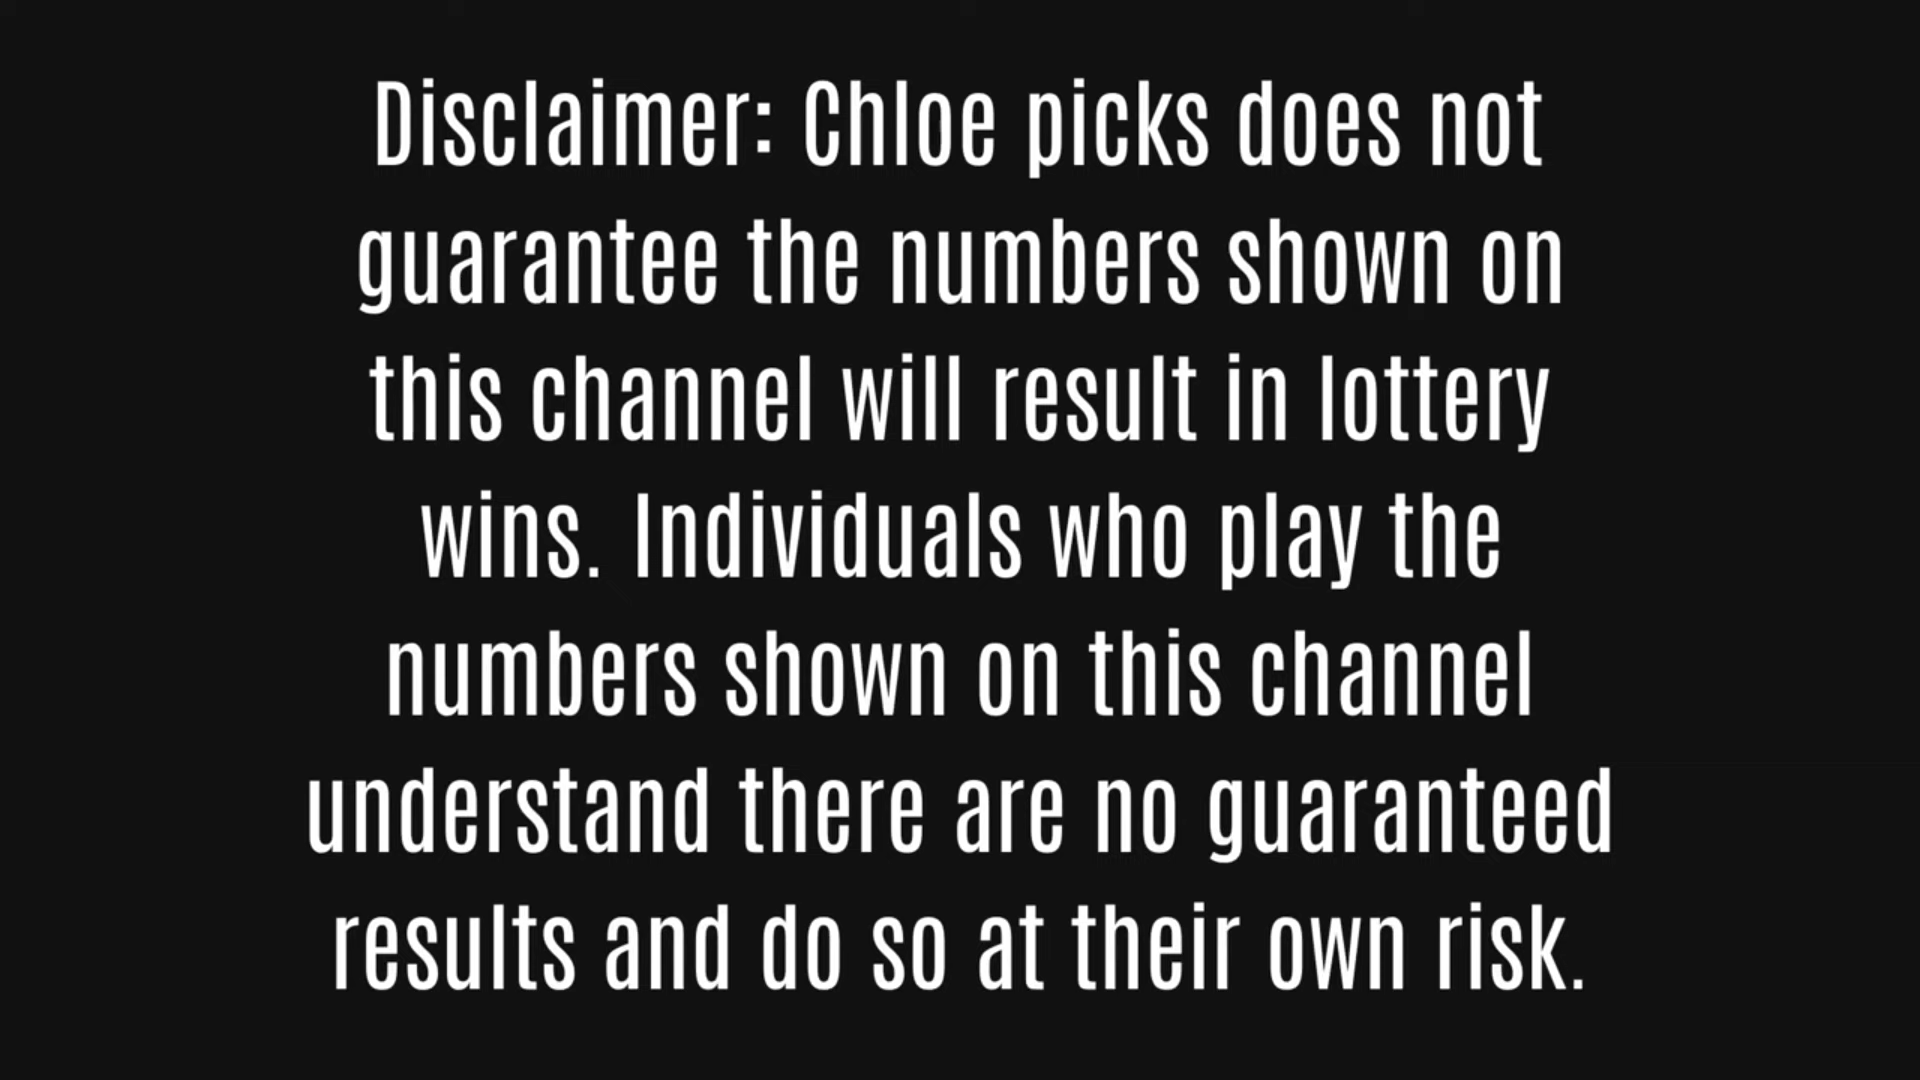 Disclaimer: Chloe picks does not
guarantee the numbers shown on
this channel will result in lottery
wins. Individuals who play the
numbers shown on this channel
understand there are no guaranteed
results and do so at their own risk.